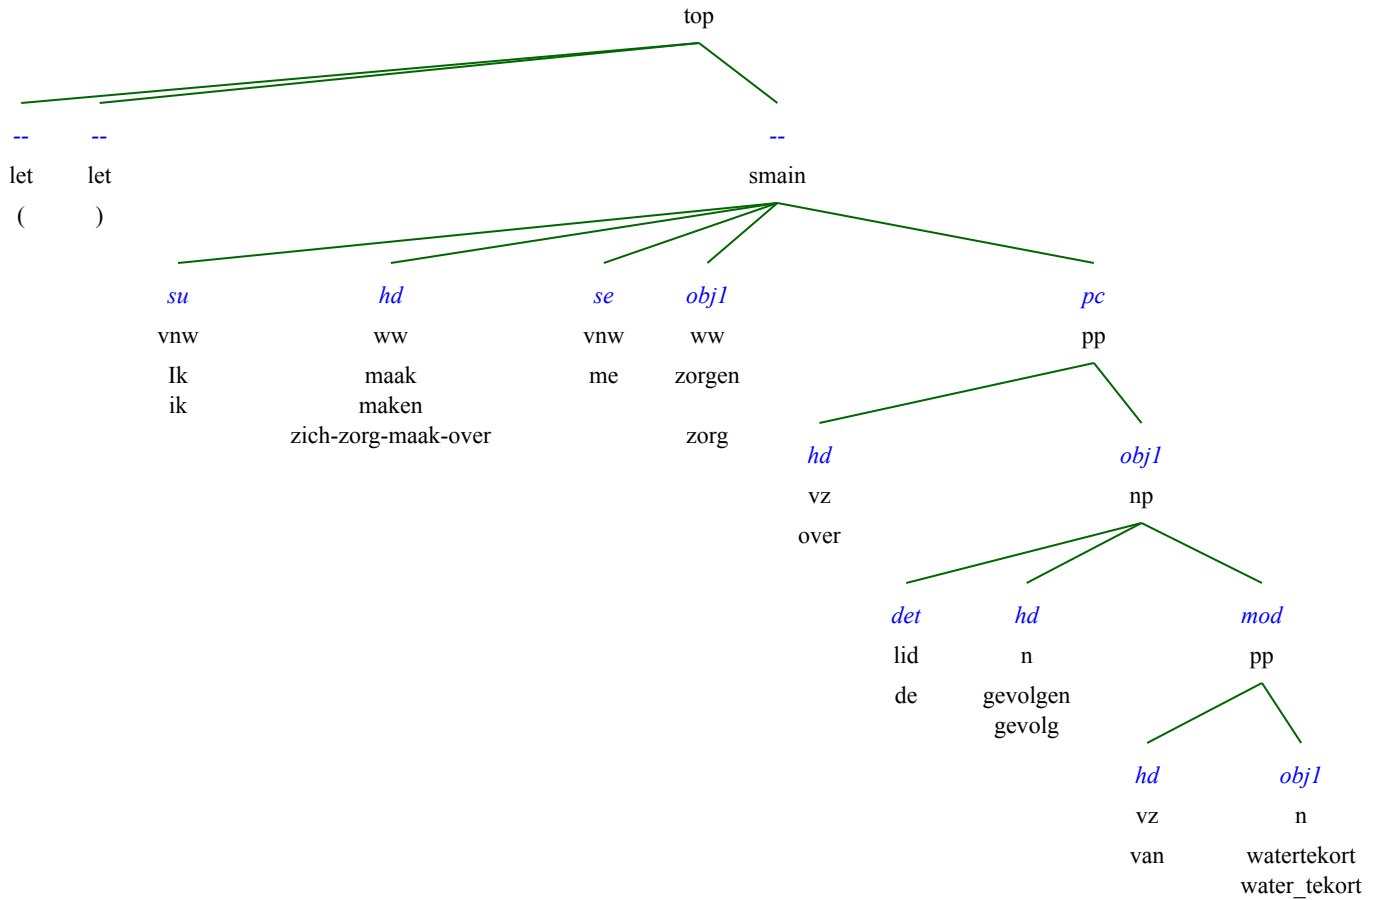 top
-- -- --
let let smain
( )
su hd se obj1 pc
vnw ww vnw ww pp
Ik maak me zorgen
ik maken
zich-zorg-maak-over zorg
hd obj1
vz np
over
det hd mod
lid n pp
de gevolgen
gevolg
hd obj1
vz n
van watertekort
water_tekort